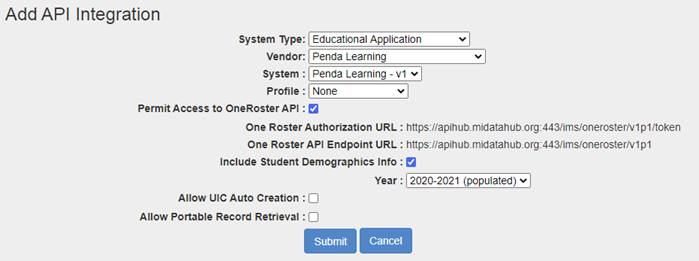 Add API Integration
System Type: Educational Application
Vendor: Penda Learning
System : Penda Learning - v1
Profile : None
Permit Access to OneRoster API :
One Roster Authorization URL : https://apihub.midatahub.org:443/ims/oneroster/v1p1/token
One Roster API Endpoint URL : https://apihub.midatahub.org:443/ims/oneroster/v1p1
Include Student Demographics Info :
Year : 2020-2021 (populated)
Allow UIC Auto Creation :
Allow Portable Record Retrieval :
Submit Cancel